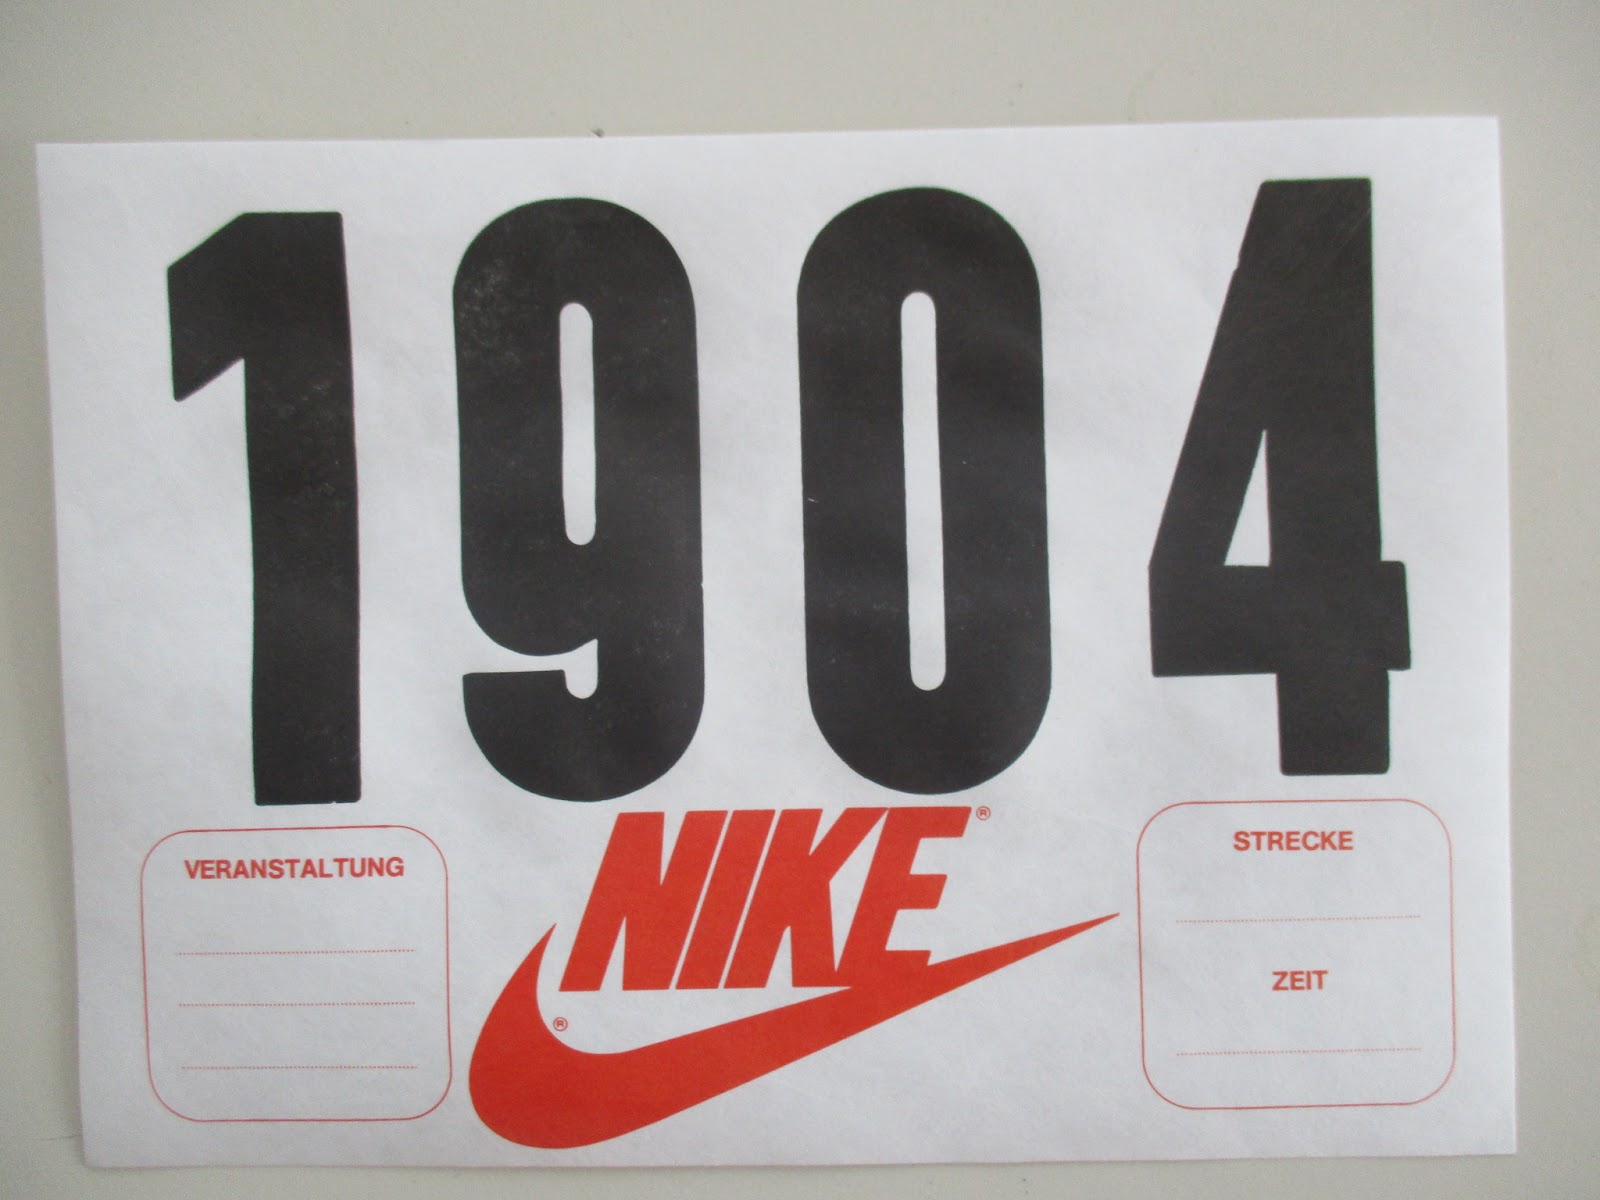 1904
VERANSTALTUNG
NIKE®
®
STRECKE
ZEIT